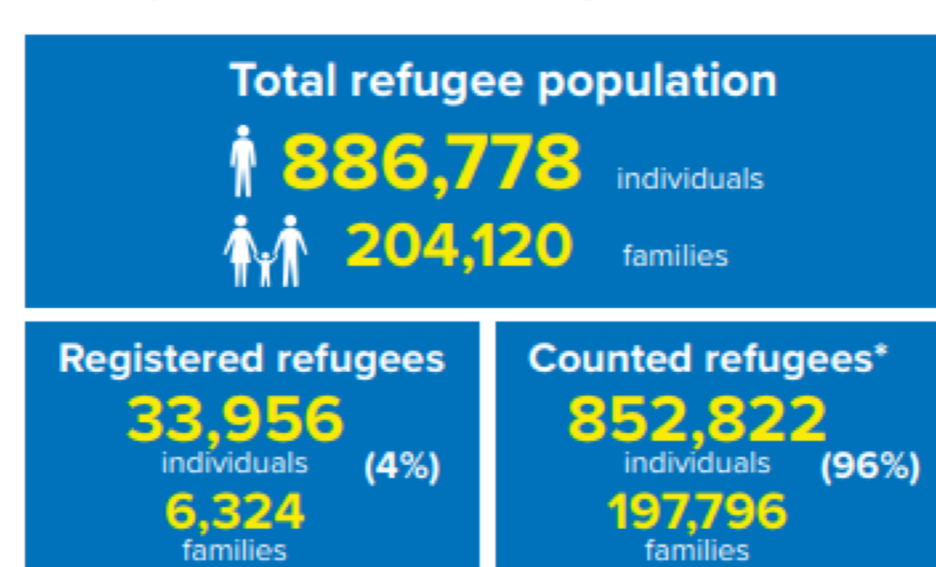 Total refugee population
886,778 individuals
204,120 families
Registered refugees
33,956
individuals (4%)
6,324
families
Counted refugees*
852,822
individuals (96%)
197,796
families